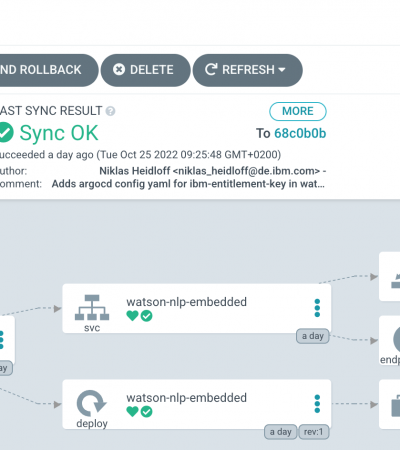 ND ROLLBACK
DELETE
REFRESH
AST SYNC RESULT
MORE
Sync OK
To 68c0b0b
ucceeded a day ago (Tue Oct 25 2022 09:25:48 GMT+0200)
uthor: Niklas Heidloff <niklas_heidloff@de.ibm.com> -
omment: Adds argocd config yaml for ibm-entitlement-key in wat...
watson-nlp-embedded
svc
a day
ay
endp
watson-nlp-embedded
deploy
a day
rev:1